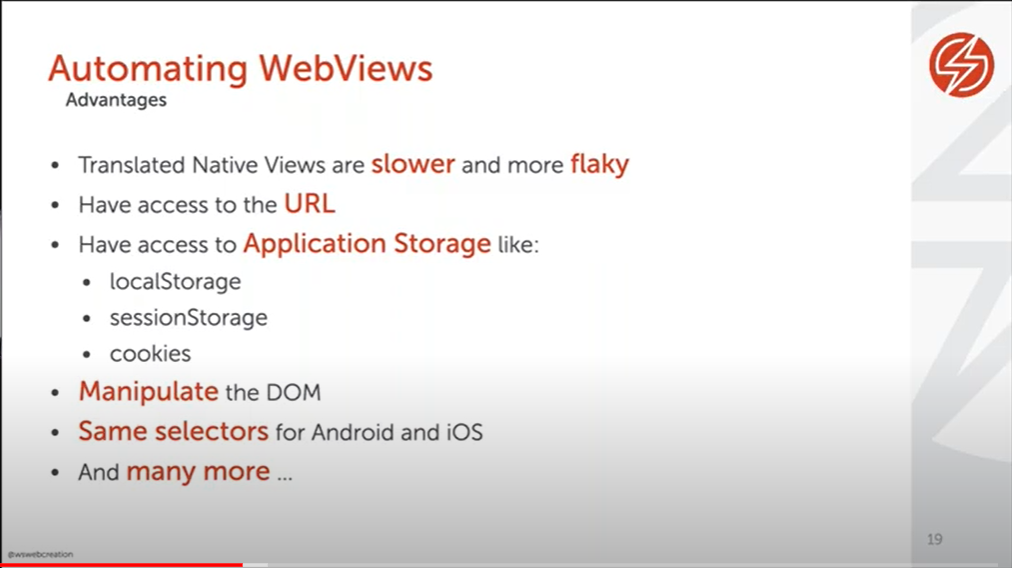 Automating WebViews
Advantages
• Translated Native Views are slower and more flaky
• Have access to the URL
• Have access to Application Storage like:
• localStorage
• sessionStorage
• cookies
• Manipulate the DOM
• Same selectors for Android and iOS
• And many more ...
@wswebcreation
19